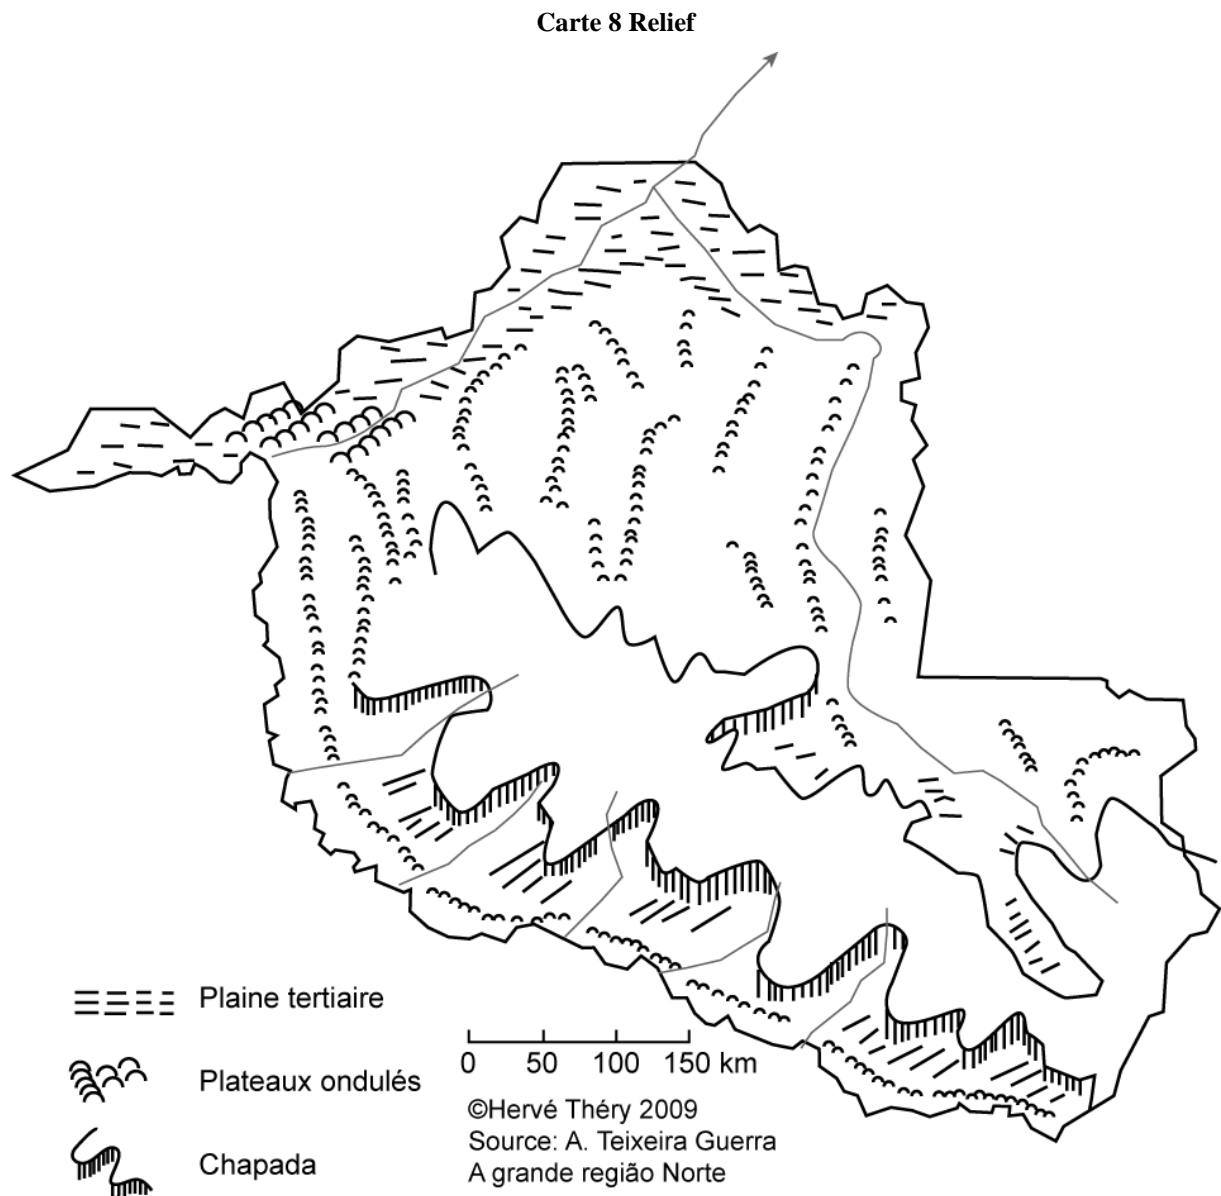 Carte 8 Relief
Plaine tertiaire
Plateaux ondulés
Chapada
0 50 100 150 km
©Hervé Théry 2009
Source: A. Teixeira Guerra
A grande região Norte